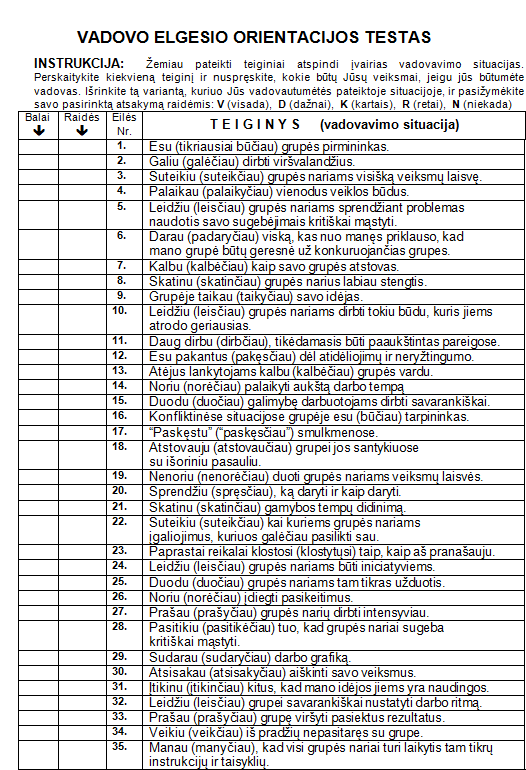 VADOVO ELGESIO ORIENTACIJOS TESTAS
INSTRUKCIJA: Žemiau pateikti teiginiai atspindi įvairias vadovavimo situacijas.
Perskaitykite kiekvieną teiginį ir nuspręskite, kokie būtų Jūsų veiksmai, jeigu jūs būtumėte
vadovas. Išrinkite tą variantą, kuriuo Jūs vadovautumėtės pateiktoje situacijoje, ir pasižymėkite
savo pasirinktą atsakymą raidėmis: V (visada), D (dažnai), K (kartais), R (retai), N (niekada)
Balai Raidės Eilės TEIGINYS (vadovavimo situacija)
🡳 🡳 Nr.
1. Esu (tikriausiai būčiau) grupės pirmininkas.
2. Galiu (galėčiau) dirbti viršvalandžius.
3. Suteikiu (suteikčiau) grupės nariams visišką veiksmų laisvę.
4. Palaikau (palaikyčiau) vienodus veiklos būdus.
5. Leidžiu (leisčiau) grupės nariams sprendžiant problemas
naudotis savo sugebėjimais kritiškai mąstyti.
6. Darau (padaryčiau) viską, kas nuo manęs priklauso, kad
mano grupė būtų geresnė už konkuruojančias grupes.
7. Kalbu (kalbėčiau) kaip savo grupės atstovas.
8. Skatinu (skatinčiau) grupės narius labiau stengtis.
9. Grupėje taikau (taikyčiau) savo idėjas.
10. Leidžiu (leisčiau) grupės nariams dirbti tokiu būdu, kuris jiems
atrodo geriausias.
11. Daug dirbu (dirbčiau), tikėdamasis būti paaukštintas pareigose.
12. Esu pakantus (pakęsčiau) dėl atidėliojimų ir neryžtingumo.
13. Atėjus lankytojams kalbu (kalbėčiau) grupės vardu.
14. Noriu (norėčiau) palaikyti aukštą darbo tempą
15. Duodu (duočiau) galimybę darbuotojams dirbti savarankiškai.
16. Konfliktinėse situacijose grupėje esu (būčiau) tarpininkas.
17. “Paskęstu” (“paskęsčiau”) smulkmenose.
18. Atstovauju (atstovaučiau) grupei jos santykiuose
su išoriniu pasauliu.
19. Nenoriu (nenorėčiau) duoti grupės nariams veiksmų laisvės.
20. Sprendžiu (spręsčiau), ką daryti ir kaip daryti.
21. Skatinu (skatinčiau) gamybos tempų didinimą.
22. Suteikiu (suteikčiau) kai kuriems grupės nariams
įgaliojimus, kuriuos galėčiau pasilikti sau.
23. Paprastai reikalai klostosi (klostytųsi) taip, kaip aš pranašauju.
24. Leidžiu (leisčiau) grupės nariams būti iniciatyviems.
25. Duodu (duočiau) grupės nariams tam tikras užduotis.
26. Noriu (norėčiau) įdiegti pasikeitimus.
27. Prašau (prašyčiau) grupės narių dirbti intensyviau.
28. Pasitikiu (pasitikėčiau) tuo, kad grupės nariai sugeba
kritiškai mąstyti.
29. Sudarau (sudaryčiau) darbo grafiką.
30. Atsisakau (atsisakyčiau) aiškinti savo veiksmus.
31. Įtikinu (įtikinčiau) kitus, kad mano idėjos jiems yra naudingos.
32. Leidžiu (leisčiau) grupei savarankiškai nustatyti darbo ritmą.
33. Prašau (prašyčiau) grupę viršyti pasiektus rezultatus.
34. Veikiu (veikčiau) iš pradžių nepasitaręs su grupe.
35. Manau (manyčiau), kad visi grupės nariai turi laikytis tam tikrų
instrukcijų ir taisyklių.